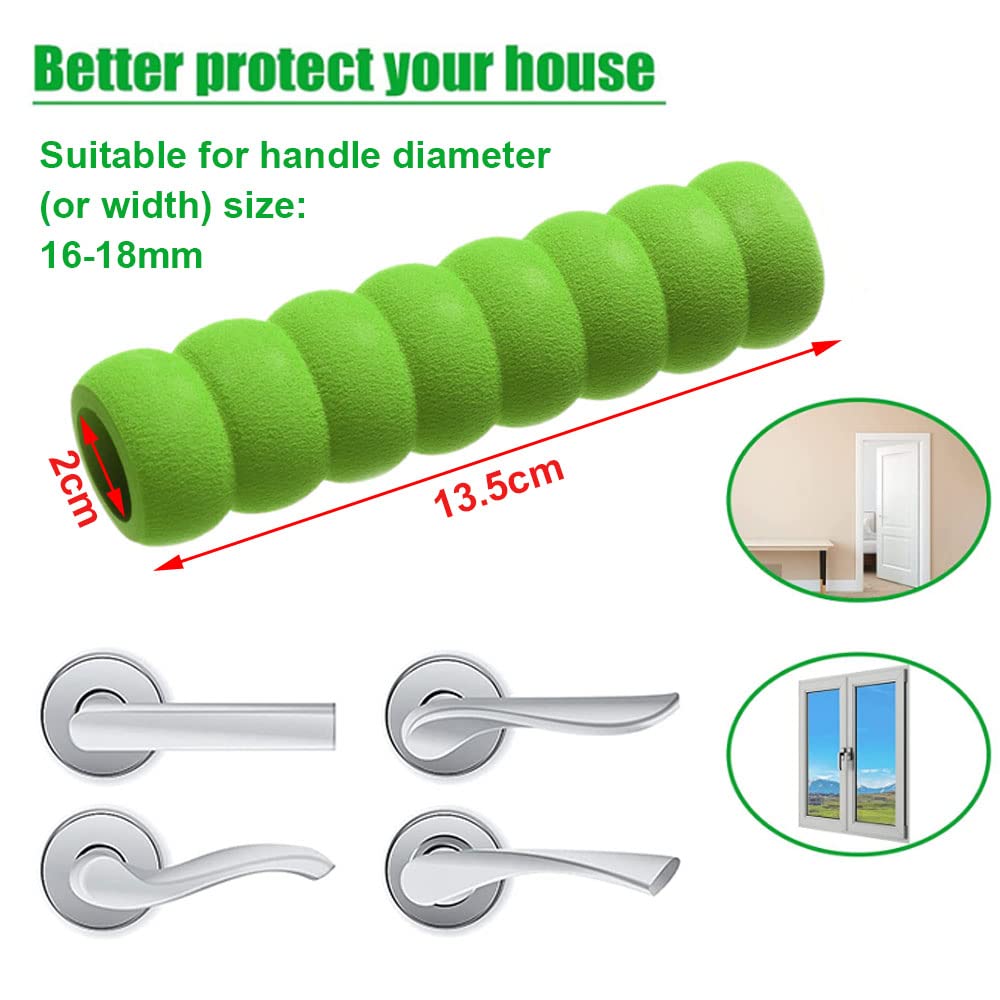 Better protect your house
Suitable for handle diameter
(or width) size:
16-18mm
2cm
13.5cm